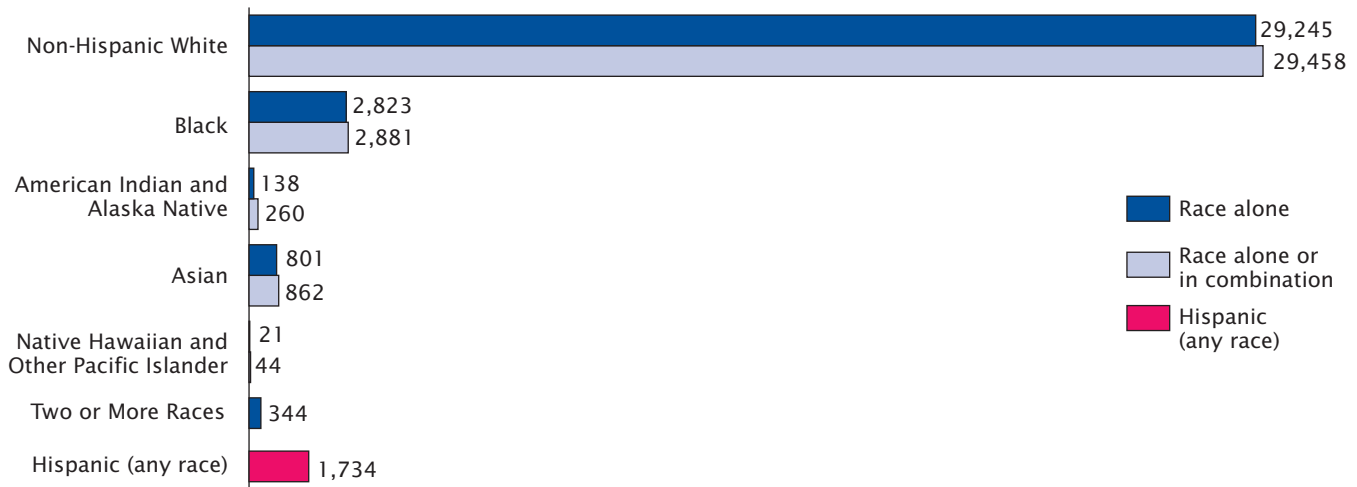 Non-Hispanic White
29,245
29,458
Black
2,823
2,881
American Indian and
Alaska Native
138
260
Asian
801
862
Native Hawaiian and
Other Pacific Islander
21
44
Two or More Races
344
Hispanic (any race)
1,734
Race alone
Race alone or
in combination
Hispanic
(any race)